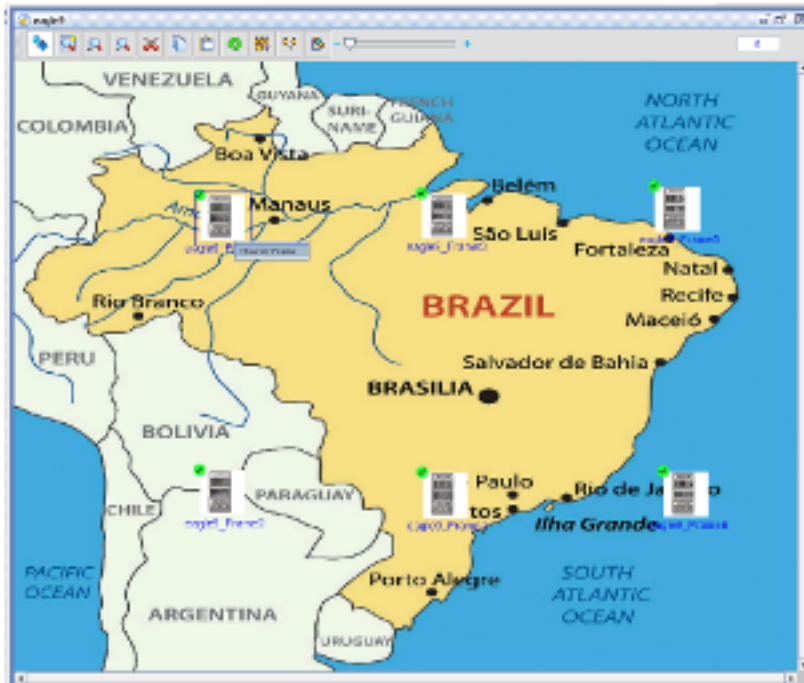 eagle9
VENEZUELA
GUYANA
COLOMBIA
SURI-
NAME
FRENCH
GUIANA
NORTH
ATLANTIC
OCEAN
Boa Vista
Belém
Manaus
São Luís
Fortaleza
Natal
Recife
Maceió
Rio Branco
BRAZIL
PERU
Salvador de Bahia
BRASILIA
BOLIVIA
Paulo
Rio de Ja
PARAGUAY
CHILE
tos
Ilha Grande
PACIFIC
OCEAN
Porto Alegre
SOUTH
ATLANTIC
OCEAN
ARGENTINA
URUGUAY